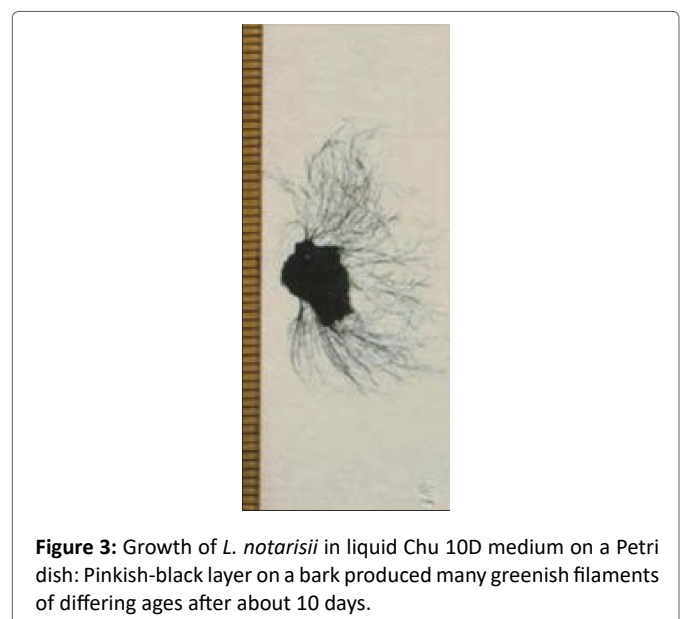 Figure 3: Growth of L. notarisii in liquid Chu 10D medium on a Petri
dish: Pinkish-black layer on a bark produced many greenish filaments
of differing ages after about 10 days.